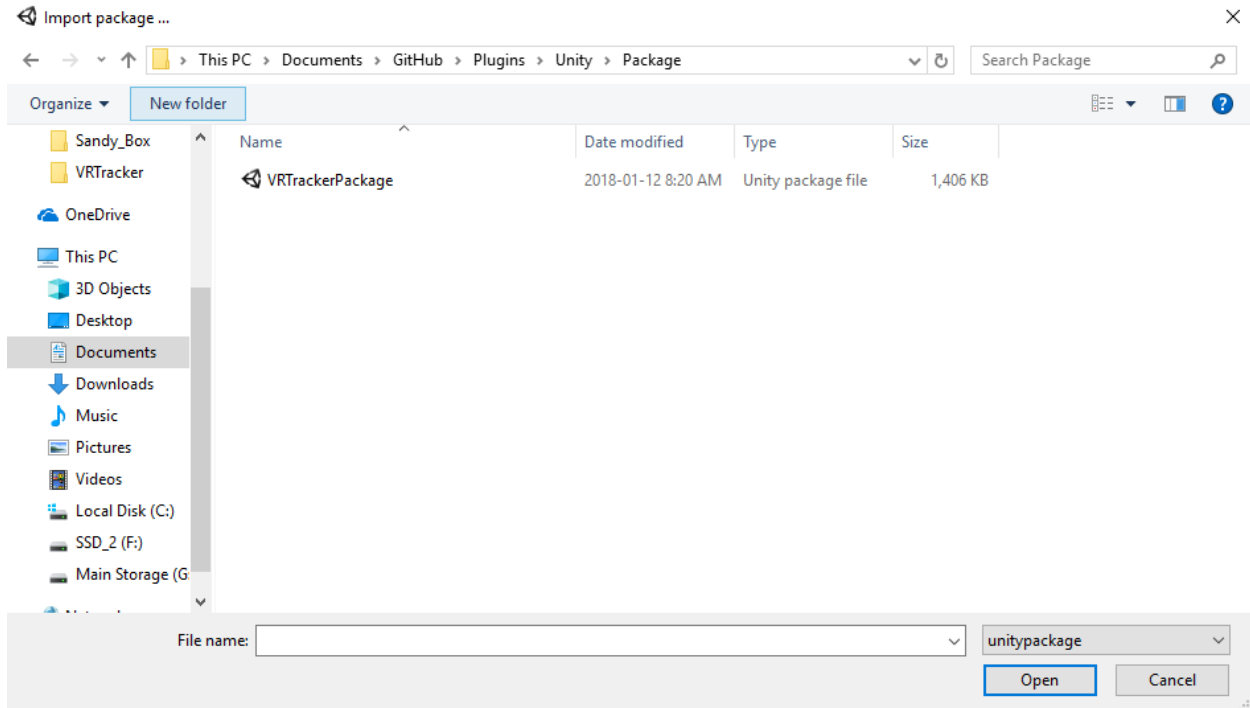 Import package ...
This PC > Documents > GitHub > Plugins > Unity > Package
Search Package
Organize
New folder
Sandy_Box
VRTracker
OneDrive
This PC
3D Objects
Desktop
Documents
Downloads
Music
Pictures
Videos
Local Disk (C:)
SSD_2 (F:)
Main Storage (G:
Name
Date modified
Type
Size
VRTrackerPackage
2018-01-12 8:20 AM
Unity package file
1,406 KB
File name:
unitypackage
Open
Cancel